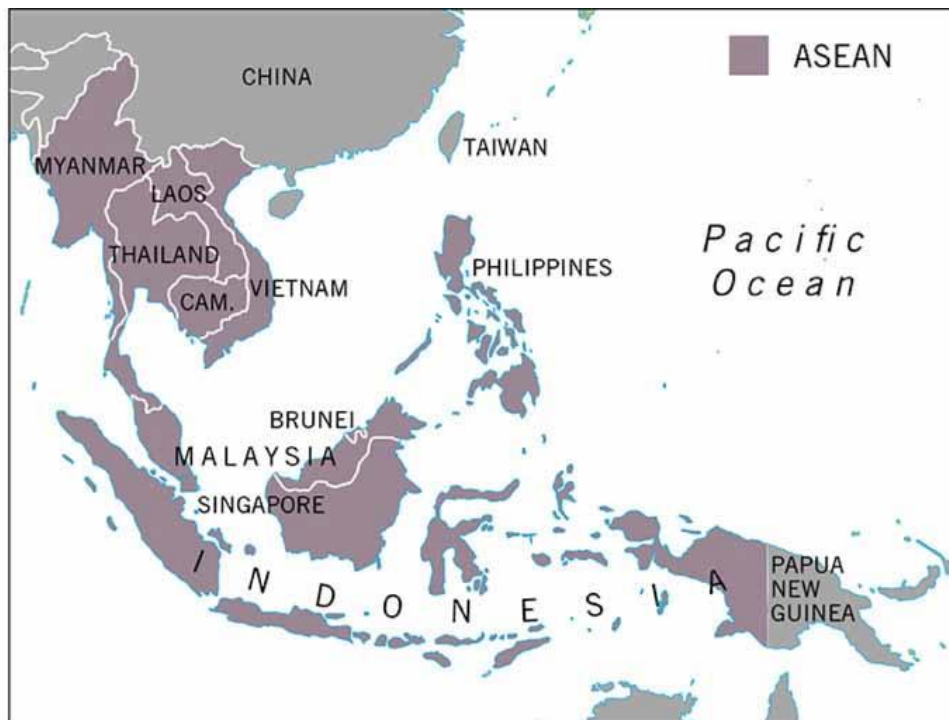 ASEAN
CHINA
TAIWAN
MYANMAR
LAOS
Pacific
Ocean
THAILAND
PHILIPPINES
VIETNAM
CAM.
BRUNEI
MALAYSIA
SINGAPORE
INDONESIA
PAPUA
NEW
GUINEA